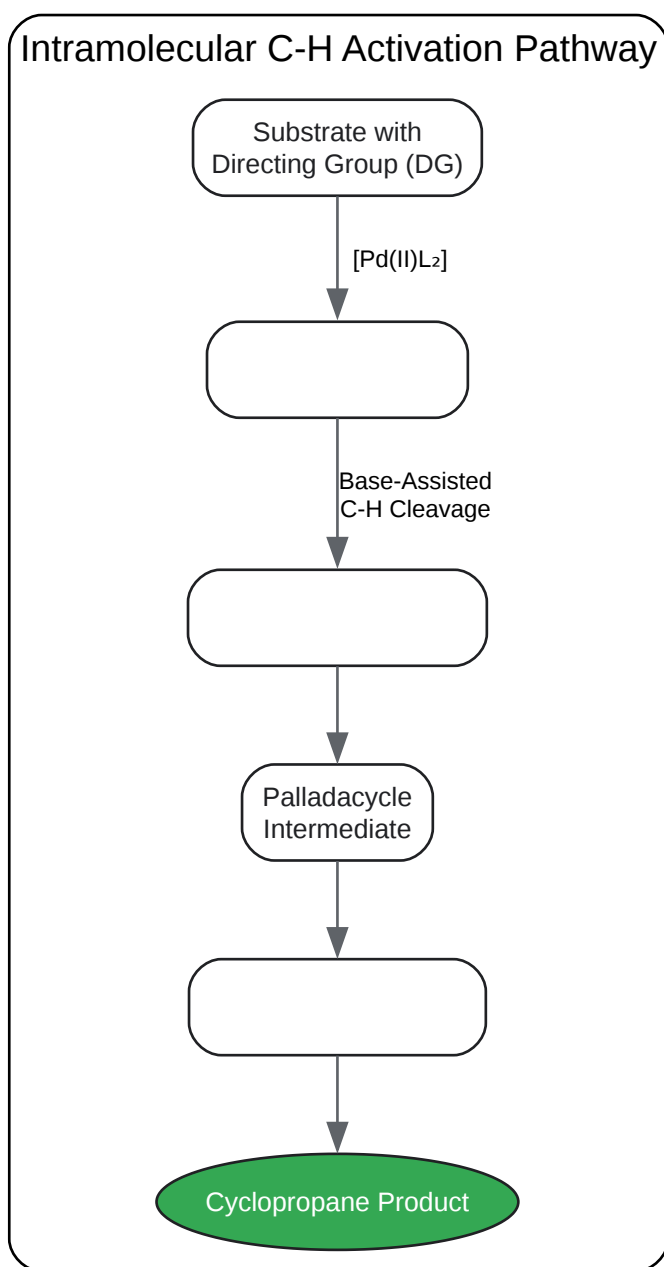 Intramolecular C-H Activation Pathway
Substrate with
Directing Group (DG)
[Pd(II)L₂]
Base-Assisted
C-H Cleavage
Palladacycle
Intermediate
Cyclopropane Product